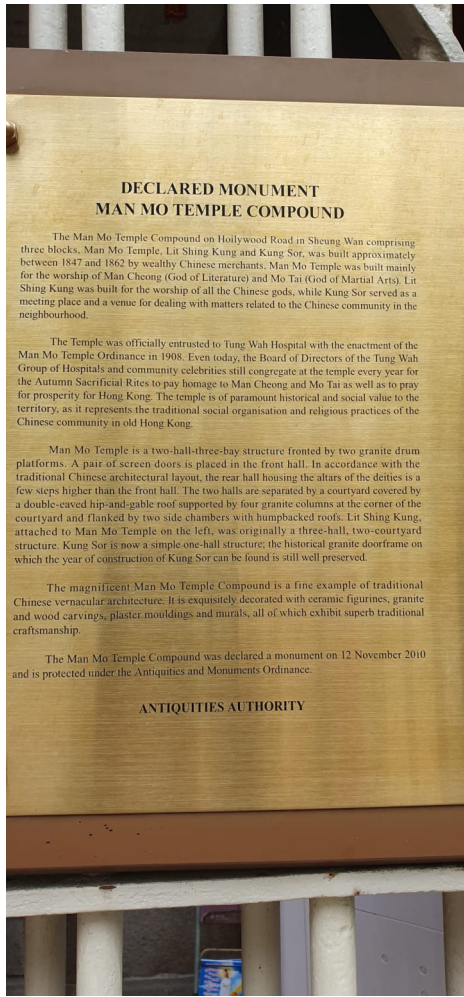 DECLARED MONUMENT
MAN MO TEMPLE COMPOUND
The Man Mo Temple Compound on Hollywood Road in Sheung Wan comprising
three blocks, Man Mo Temple, Lit Shing Kung and Kung Sor, was built approximately
between 1847 and 1862 by wealthy Chinese merchants. Man Mo Temple was built mainly
for the worship of Man Cheong (God of Literature) and Mo Tai (God of Martial Arts). Lit
Shing Kung was built for the worship of all the Chinese gods, while Kung Sor served as a
meeting place and a venue for dealing with matters related to the Chinese community in the
neighbourhood.
The Temple was officially entrusted to Tung Wah Hospital with the enactment of the
Man Mo Temple Ordinance in 1908. Even today, the Board of Directors of the Tung Wah
Group of Hospitals and community celebrities still congregate at the temple every year for
the Autumn Sacrificial Rites to pay homage to Man Cheong and Mo Tai as well as to pray
for prosperity for Hong Kong. The temple is of paramount historical and social value to the
territory, as it represents the traditional social organisation and religious practices of the
Chinese community in old Hong Kong.
Man Mo Temple is a two-hall-three-bay structure fronted by two granite drum
platforms. A pair of screen doors is placed in the front hall. In accordance with the
traditional Chinese architectural layout, the rear hall housing the altars of the deities is a
few steps higher than the front hall. The two halls are separated by a courtyard covered by
a double-eaved hip-and-gable roof supported by four granite columns at the corner of the
courtyard and flanked by two side chambers with humpbacked roofs. Lit Shing Kung,
attached to Man Mo Temple on the left, was originally a three-hall, two-courtyard
structure. Kung Sor is now a simple one-hall structure; the historical granite doorframe on
which the year of construction of Kung Sor can be found is still well preserved.
The magnificent Man Mo Temple Compound is a fine example of traditional
Chinese vernacular architecture. It is exquisitely decorated with ceramic figurines, granite
and wood carvings, plaster mouldings and murals, all of which exhibit superb traditional
craftsmanship.
The Man Mo Temple Compound was declared a monument on 12 November 2010
and is protected under the Antiquities and Monuments Ordinance.
ANTIQUITIES AUTHORITY